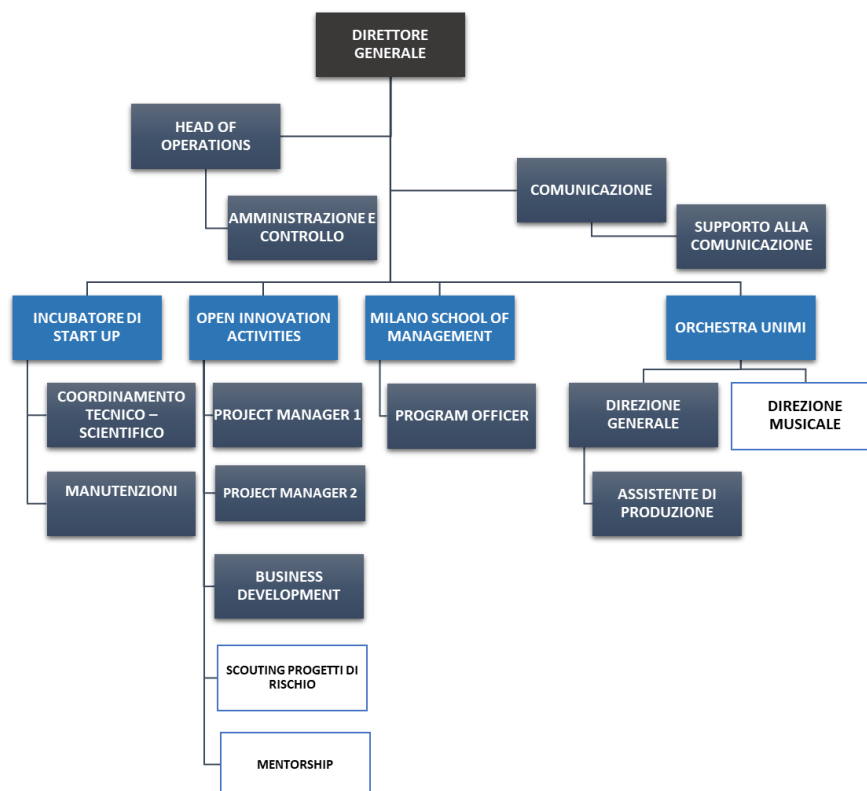 DIRETTORE
GENERALE
HEAD OF
OPERATIONS
COMUNICAZIONE
AMMINISTRAZIONE E
CONTROLLO
SUPPORTO ALLA
COMUNICAZIONE
INCUBATORE DI
START UP
OPEN INNOVATION
ACTIVITIES
MILANO SCHOOL OF
MANAGEMENT
ORCHESTRA UNIMI
COORDINAMENTO
TECNICO –
SCIENTIFICO
PROJECT MANAGER 1
PROGRAM OFFICER
DIREZIONE
GENERALE
DIREZIONE
MUSICALE
MANUTENZIONI
PROJECT MANAGER 2
ASSISTENTE DI
PRODUZIONE
BUSINESS
DEVELOPMENT
SCOUTING PROGETTI DI
RISCHIO
MENTORSHIP